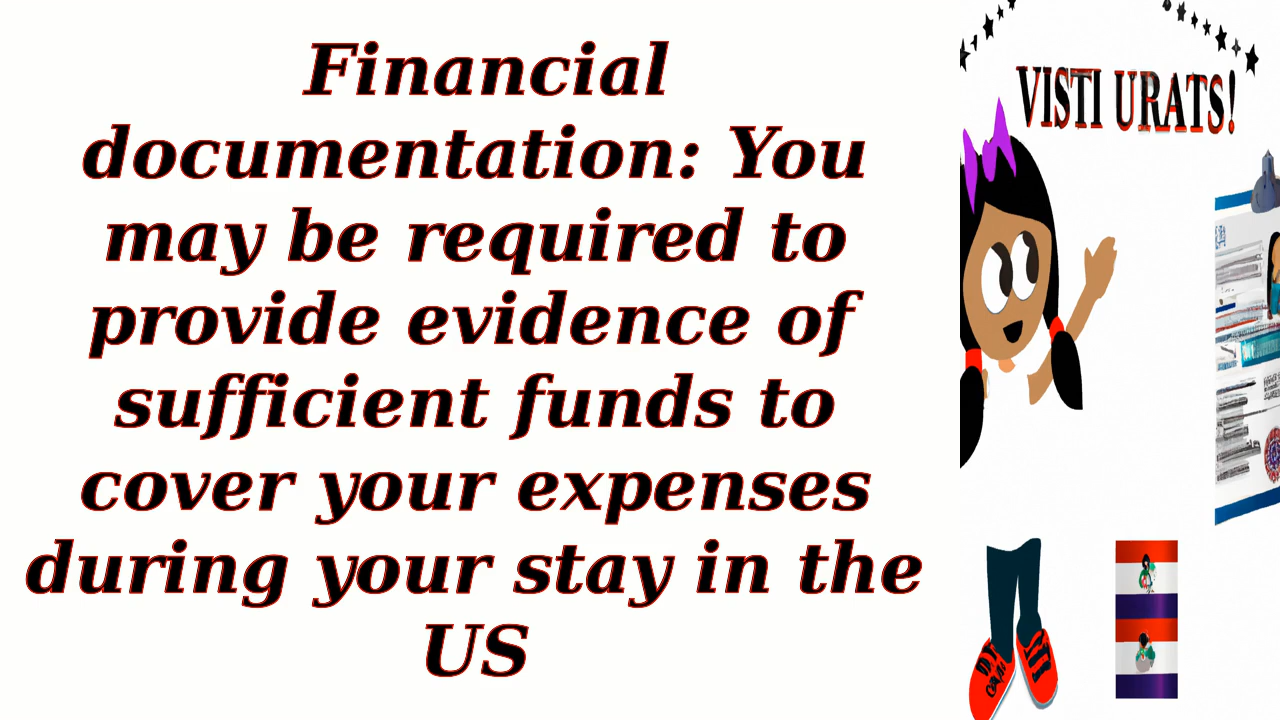 Financial
documentation: You
may be required to
provide evidence of
sufficient funds to
cover your expenses
during your stay in the
US
VISTI URATS!